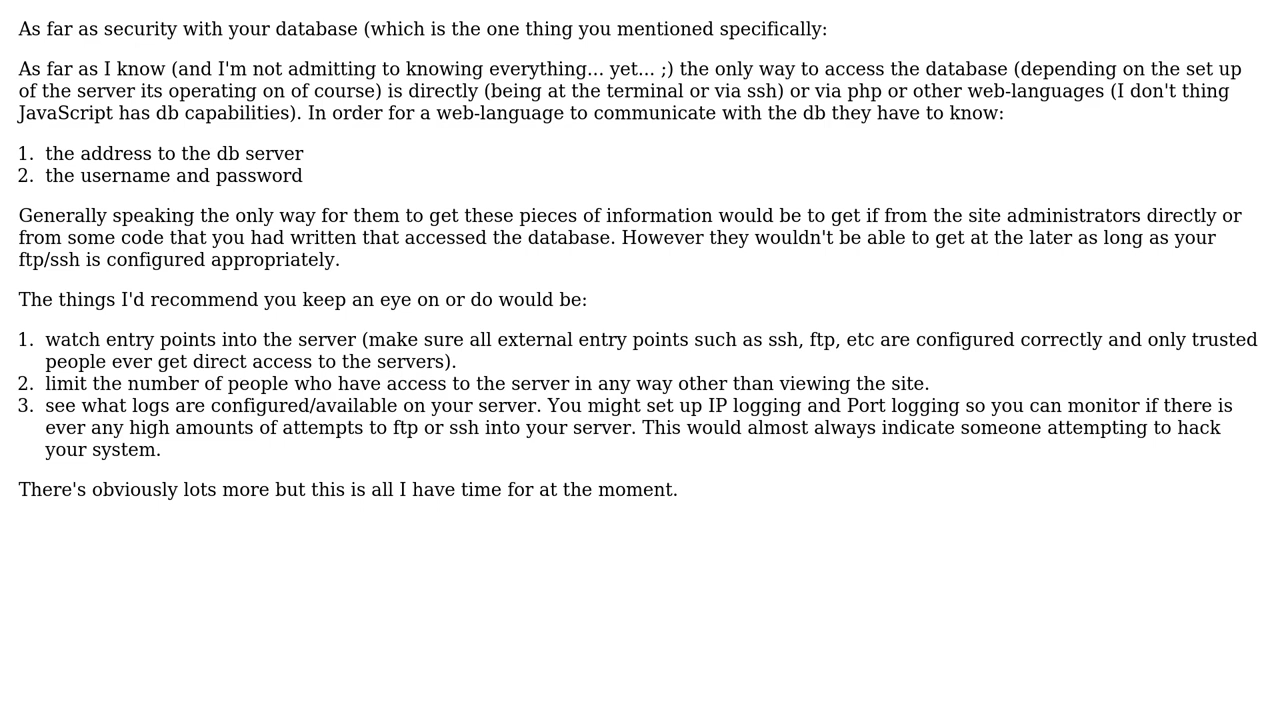 As far as security with your database (which is the one thing you mentioned specifically:
As far as I know (and I'm not admitting to knowing everything... yet... ;) the only way to access the database (depending on the set up
of the server its operating on of course) is directly (being at the terminal or via ssh) or via php or other web-languages (I don't thing
JavaScript has db capabilities). In order for a web-language to communicate with the db they have to know:
1. the address to the db server
2. the username and password
Generally speaking the only way for them to get these pieces of information would be to get if from the site administrators directly or
from some code that you had written that accessed the database. However they wouldn't be able to get at the later as long as your
ftp/ssh is configured appropriately.
The things I'd recommend you keep an eye on or do would be:
1. watch entry points into the server (make sure all external entry points such as ssh, ftp, etc are configured correctly and only trusted
people ever get direct access to the servers).
2. limit the number of people who have access to the server in any way other than viewing the site.
3. see what logs are configured/available on your server. You might set up IP logging and Port logging so you can monitor if there is
ever any high amounts of attempts to ftp or ssh into your server. This would almost always indicate someone attempting to hack
your system.
There's obviously lots more but this is all I have time for at the moment.